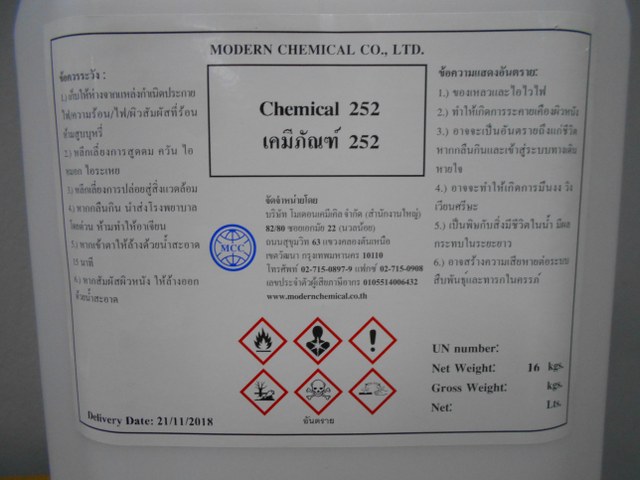 MODERN CHEMICAL CO., LTD.
ข้อควรระวัง :
1.) เก็บให้ห่างจากแหล่งกำเนิดประกาย
ไฟ/ความร้อน/ไฟ/ผิวสัมผัสที่ร้อน
ห้ามสูบบุหรี่
2.) หลีกเลี่ยงการสูดดม ควัน ไอ
หมอก ไอระเหย
3.) หลีกเลี่ยงการปล่อยสู่สิ่งแวดล้อม
4.) หากกลืนกิน นำส่งโรงพยาบาล
โดยด่วน ห้ามทำให้อาเจียน
5.) หากเข้าตาให้ล้างด้วยน้ำสะอาด
15 นาที
6.) หากสัมผัสผิวหนัง ให้ล้างออก
ด้วยน้ำสะอาด
Chemical 252
เคมีภัณฑ์ 252
จัดจำหน่ายโดย
บริษัท โมเดอนเคมีเคิล จำกัด (สำนักงานใหญ่)
82/80 ซอยเอกมัย 22 (นวลน้อย)
ถนนสุขุมวิท 63 แขวงคลองตันเหนือ
เขตวัฒนา กรุงเทพมหานคร 10110
โทรศัพท์ 02-715-0897-9 แฟกซ์ 02-715-0908
เลขประจำตัวผู้เสียภาษีอากร 0105514006432
www.modernchemical.co.th
MCC
ข้อความแสดงอันตราย:
1.) ของเหลวและไอไวไฟ
2.) ทำให้เกิดการระคายเคืองผิวหนัง
3.) อาจจะเป็นอันตรายถึงแก่ชีวิต
หากกลืนกินและเข้าสู่ระบบทางเดิน
หายใจ
4.) อาจจะทำให้เกิดการมึนงง วิง
เวียนศรีษะ
5.) เป็นพิษกับสิ่งมีชีวิตในน้ำ มีผล
กระทบในระยะยาว
6.) อาจสร้างความเสียหายต่อระบบ
สืบพันธุ์และทารกในครรภ์
UN number:
Net Weight: 16 kgs.
Gross Weight: kgs.
Net: Lts.
Delivery Date: 21/11/2018
อันตราย